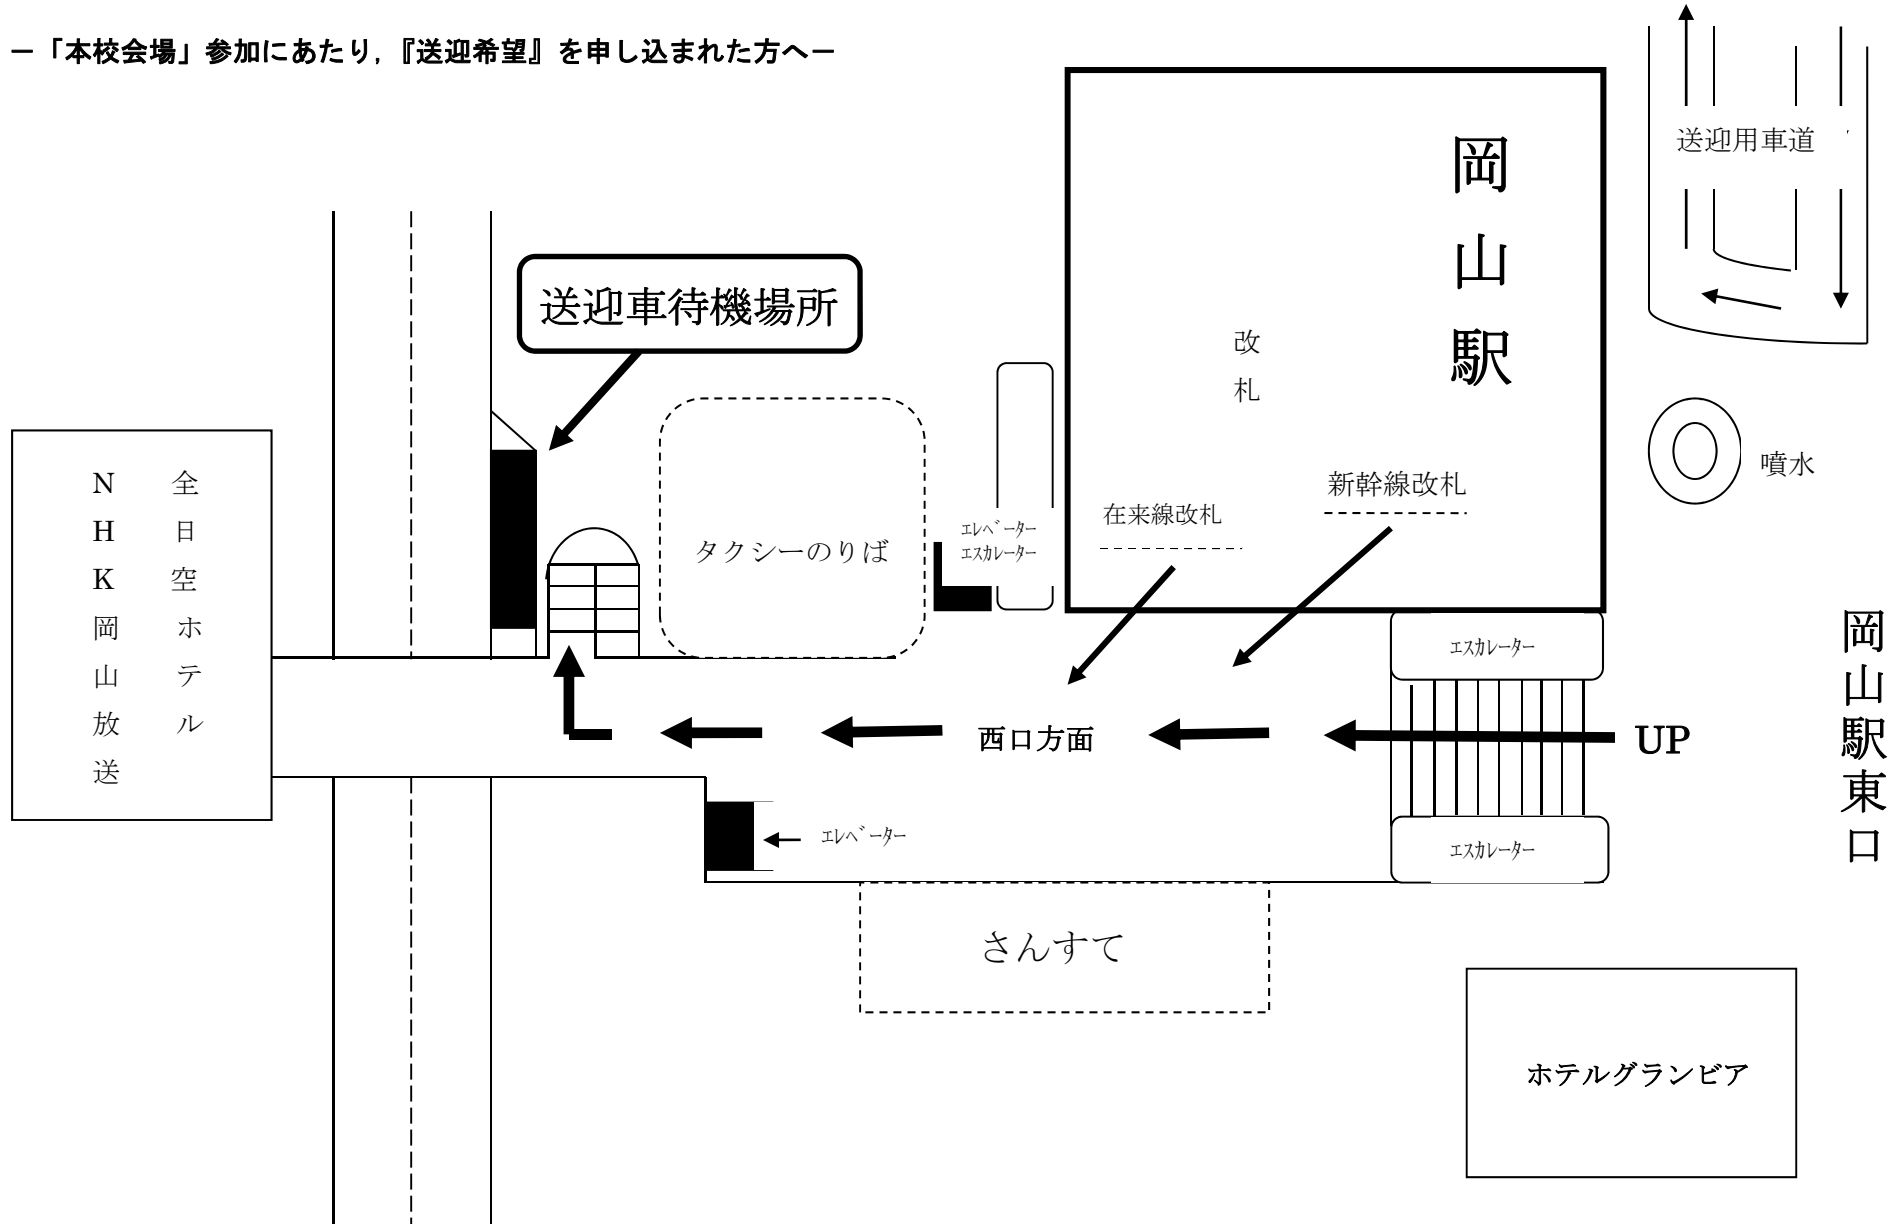 －「本校会場」参加にあたり，『送迎希望』を申し込まれた方へ－
送迎用車道
岡山駅
送迎車待機場所
改札
噴水
新幹線改札
在来線改札
ｴﾚﾍﾞｰﾀｰ
ｴｽｶﾚｰﾀｰ
タクシーのりば
全日空ホテル
NHK岡山放送
ｴｽｶﾚｰﾀｰ
岡山駅東口
西口方面
UP
ｴﾚﾍﾞｰﾀｰ
ｴｽｶﾚｰﾀｰ
さんすて
ホテルグランビア